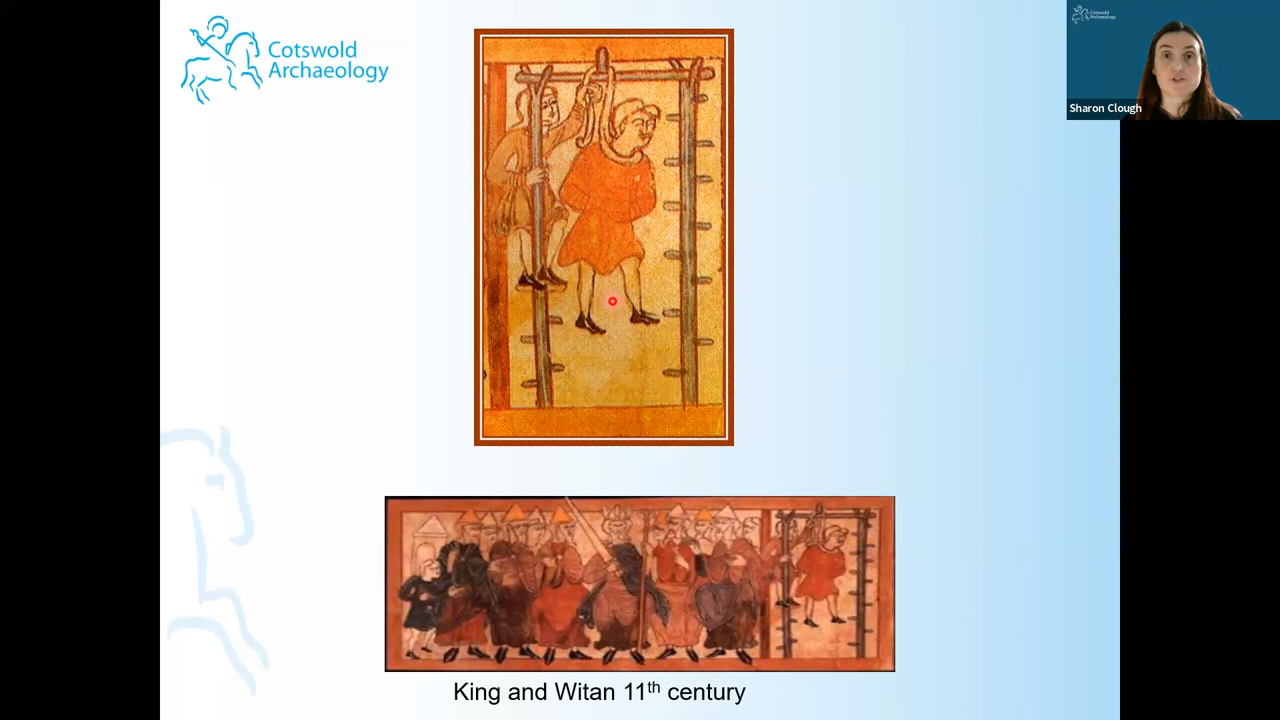 Cotswold
Archaeology
Cotswold
Archaeology
Sharon Clough
King and Witan 11th century